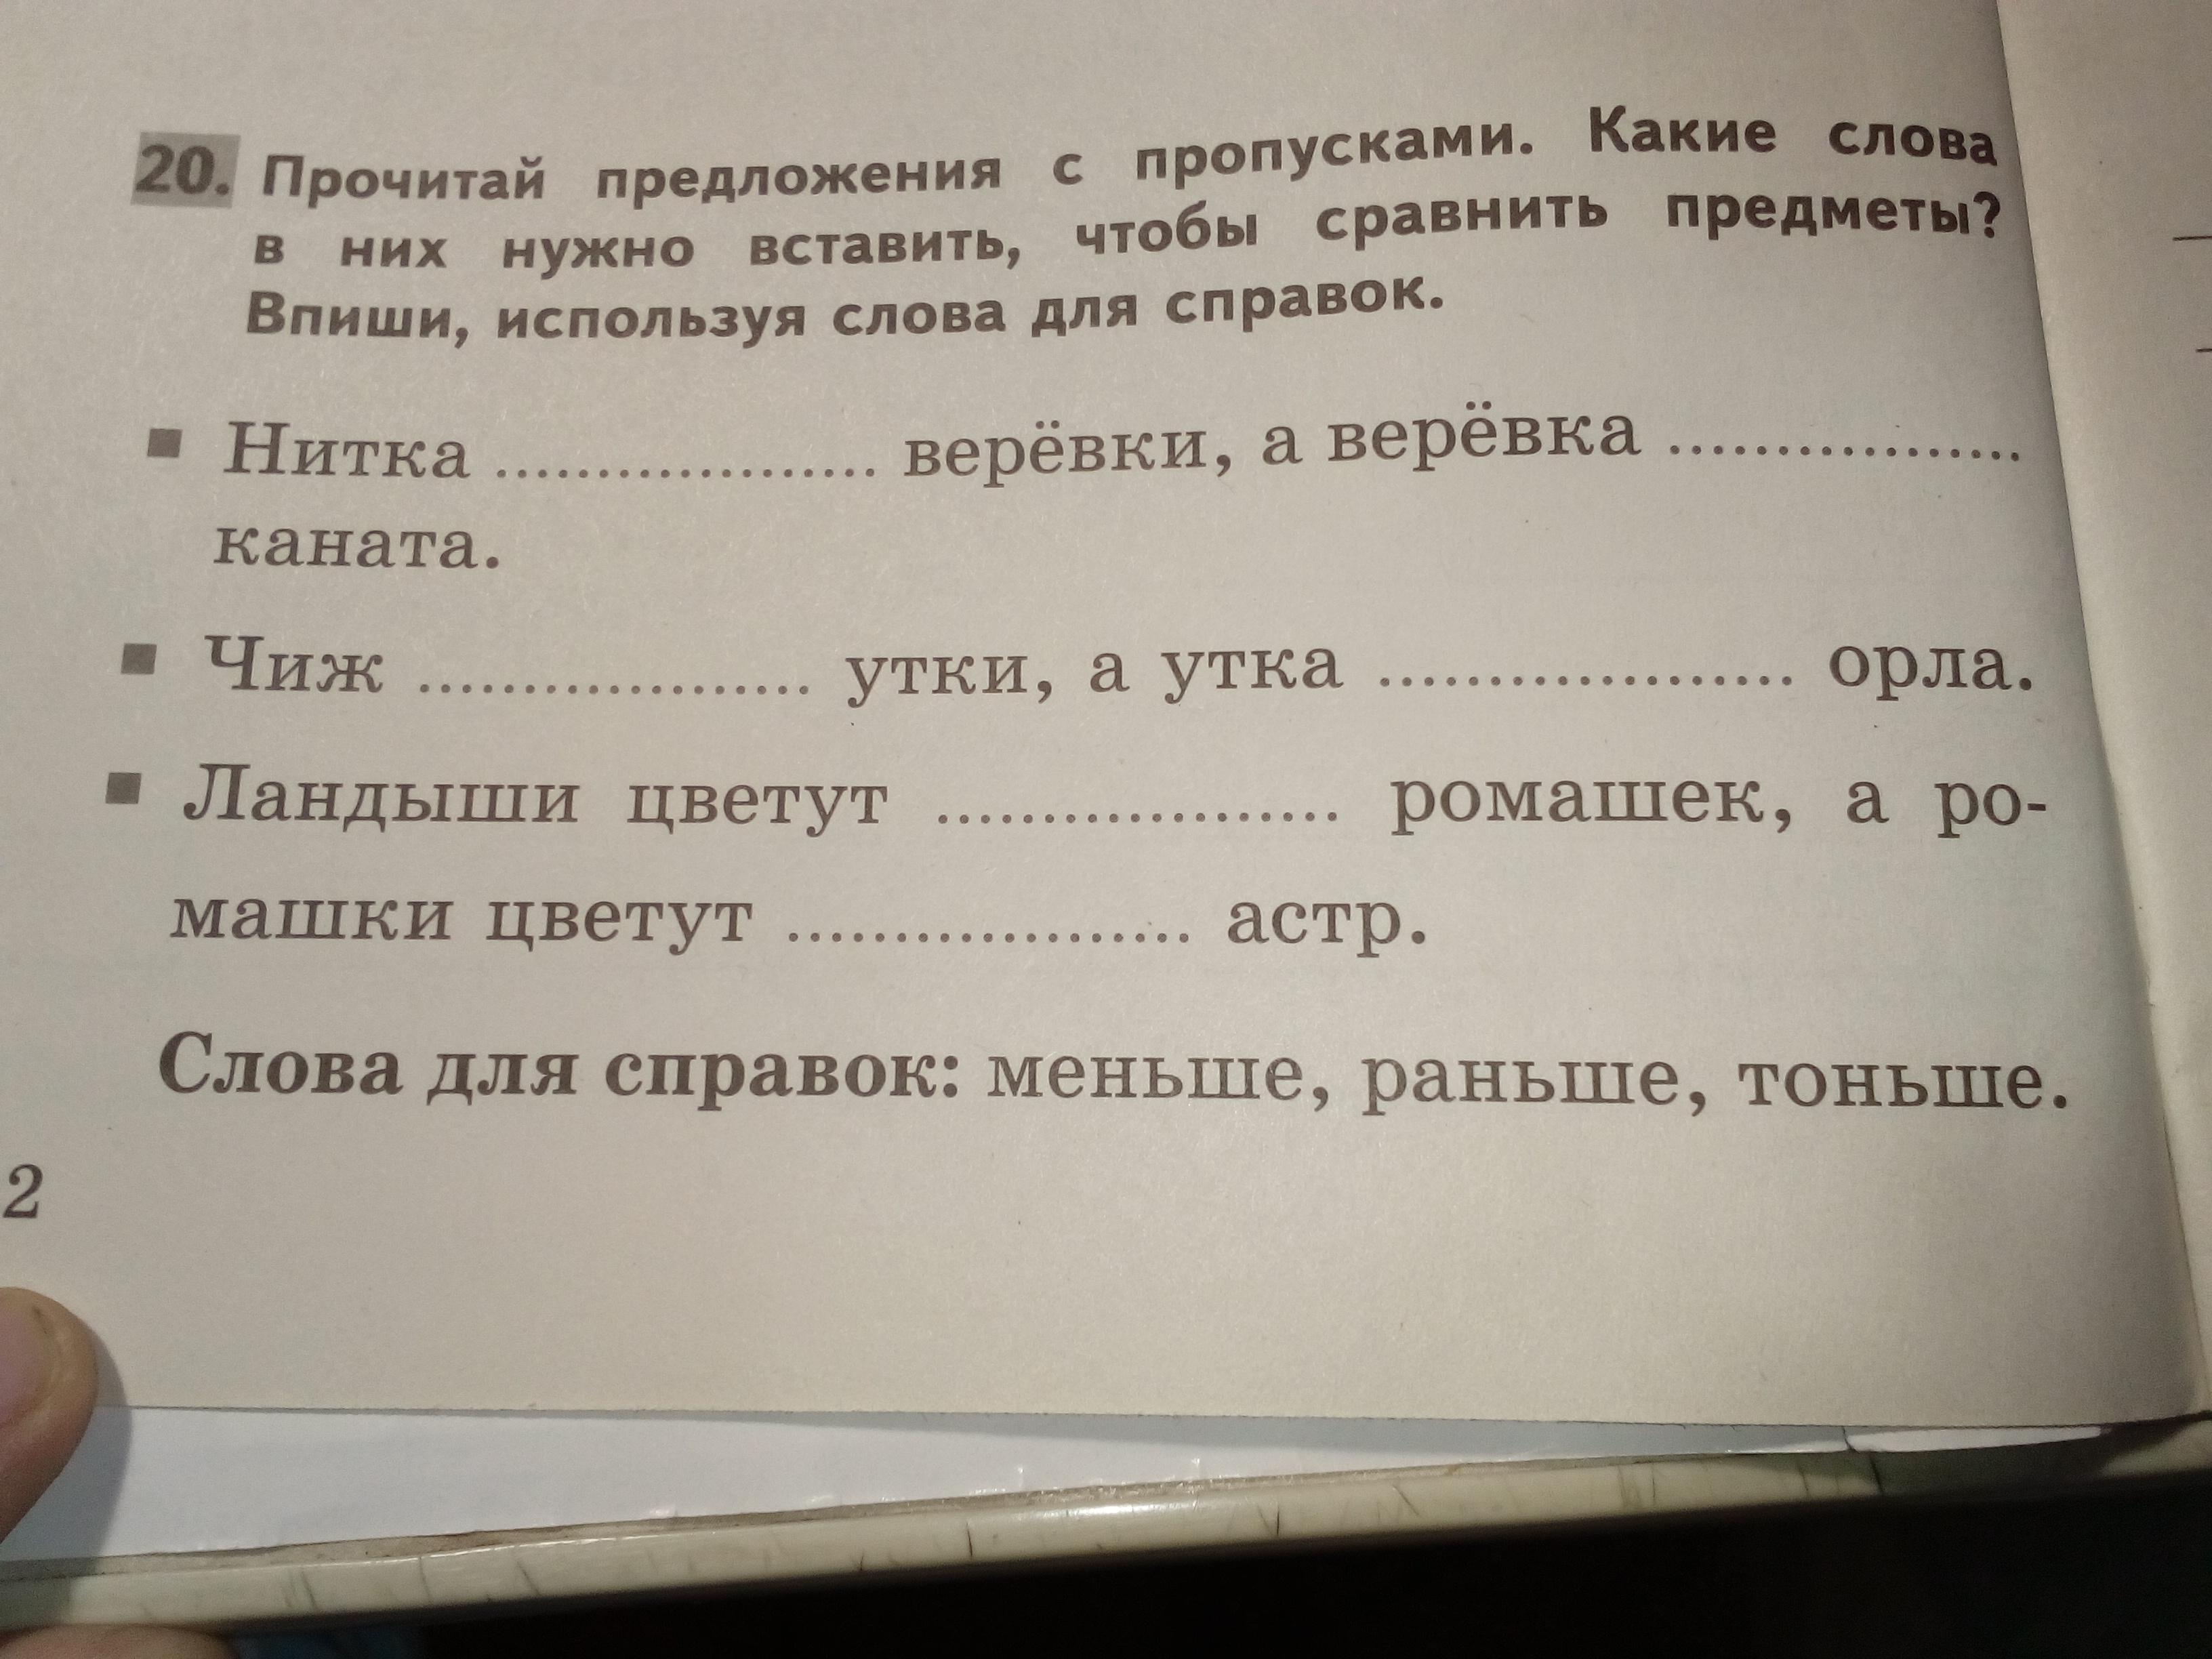 20. Прочитай предложения с пропусками. Какие слова
в них нужно вставить, чтобы сравнить предметы?
Впиши, используя слова для справок.
▪ Нитка ................... верёвки, а верёвка .................
каната.
▪ Чиж ................... утки, а утка .................... орла.
▪ Ландыши цветут .................... ромашек, а ро-
машки цветут .................... астр.
Слова для справок: меньше, раньше, тоньше.
2